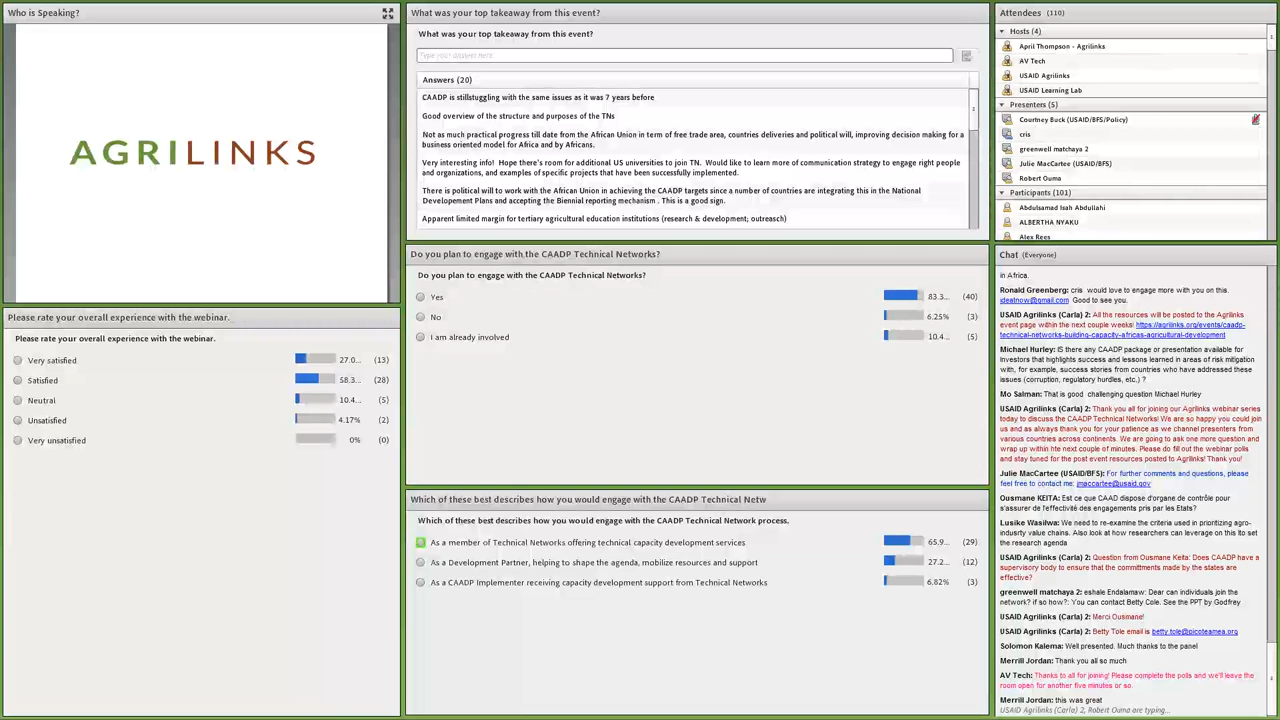 Who is Speaking?
AGRILINKS
Please rate your overall experience with the webinar.
Please rate your overall experience with the webinar.
Very satisfied 27.0... (13)
Satisfied 58.3... (28)
Neutral 10.4... (5)
Unsatisfied 4.17% (2)
Very unsatisfied 0% (0)
What was your top takeaway from this event?
What was your top takeaway from this event?
Type your answer here
Answers (20)
CAADP is stillstuggling with the same issues as it was 7 years before
Good overview of the structure and purposes of the TNs
Not as much practical progress till date from the African Union in term of free trade area, countries deliveries and political will, improving decision making for a
business oriented model for Africa and by Africans.
Very interesting info!  Hope there's room for additional US universities to join TN.  Would like to learn more of communication strategy to engage right people
and organizations, and examples of specific projects that have been successfully implemented.
There is political will to work with the African Union in achieving the CAADP targets since a number of countries are integrating this in the National
Developement Plans and accepting the Biennial reporting mechanism . This is a good sign.
Apparent limited margin for tertiary agricultural education institutions (research & development; outreach)
Do you plan to engage with.the CAADP Technical Networks?
Do you plan to engage with the CAADP Technical Networks?
Yes 83.3... (40)
No 6.25% (3)
I am already involved 10.4... (5)
Which of these best describes how you would engage with the CAADP Technical Netw
Which of these best describes how you would engage with the CAADP Technical Network process.
As a member of Technical Networks offering technical capacity development services 65.9... (29)
As a Development Partner, helping to shape the agenda, mobilize resources and support 27.2... (12)
As a CAADP Implementer receiving capacity development support from Technical Networks 6.82% (3)
Attendees (110)
Hosts (4)
April Thompson - Agrilinks
AV Tech
USAID Agrilinks
USAID Learning Lab
Presenters (5)
Courtney Buck (USAID/BFS/Policy)
cris
greenwell matchaya 2
Julie MacCartee (USAID/BFS)
Robert Ouma
Participants (101)
Abdulsamad Isah Abdullahi
ALBERTHA NYAKU
Alex Rees
Chat (Everyone)
in Africa.
Ronald Greenberg: cris  would love to engage more with you on this.
ideatnow@gmail.com  Good to see you.
USAID Agrilinks (Carla) 2: All the resources will be posted to the Agrilinks
event page within the next couple weeks! https://agrilinks.org/events/caadp-
technical-networks-building-capacity-africas-agricultural-development
Michael Hurley: IS there any CAADP package or presentation available for
Investors that highlights success and lessons learned in areas of risk mitigation
with, for example, success stories from countries who have addressed these
issues (corruption, regulatory hurdles, etc.) ?
Mo Salman: That is good  challenging question Michael Hurley
USAID Agrilinks (Carla) 2: Thank you all for joining our Agrilinks webinar series
today to discuss the CAADP Technical Networks! We are so happy you could join
us and as always thank you for your patience as we channel presenters from
various countries across continents. We are going to ask one more question and
wrap up within hte next couple of minutes. Please do fill out the webinar polls
and stay tuned for the post event resources posted to Agrilinks! Thank you!
Julie MacCartee (USAID/BFS): For further comments and questions, please
feel free to contact me: jmaccartee@usaid.gov
Ousmane KEITA: Est ce que CAAD dispose d'organe de contrôle pour
s'assurer de l'effectivité des engagements pris par les Etats?
Lusike Wasilwa: We need to re-examine the criteria used in prioritizing agro-
indusrty value chains. Also look at how researchers can leverage on this ito set
the research agenda
USAID Agrilinks (Carla) 2: Question from Ousmane Keita: Does CAADP have a
supervisory body to ensure that the commitments made by the states are
effective?
greenwell matchaya 2: eshale Endalamaw: Dear can individuals join the
network? if so how?: You can contact Betty Cole. See the PPT by Godfrey
USAID Agrilinks (Carla) 2: Merci Ousmane!
USAID Agrilinks (Carla) 2: Betty Tole email is betty.tole@picoteamea.org
Solomon Kalema: Well presented. Much thanks to the panel
Merrill Jordan: Thank you all so much
AV Tech: Thanks to all for joining! Please complete the polls and we'll leave the
room open for another five minutes or so.
Merrill Jordan: this was great
USAID Agrilinks (Carla) 2, Robert Ouma are typing...